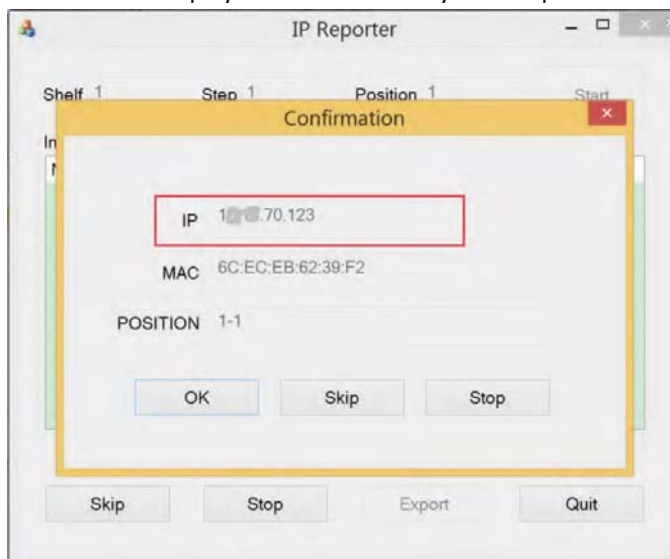 IP Reporter
Shelf 1 Step 1 Position 1 Start
Confirmation
IP .70.123
MAC 6C:EC:EB:62:39:F2
POSITION 1-1
OK Skip Stop
Skip Stop Export Quit